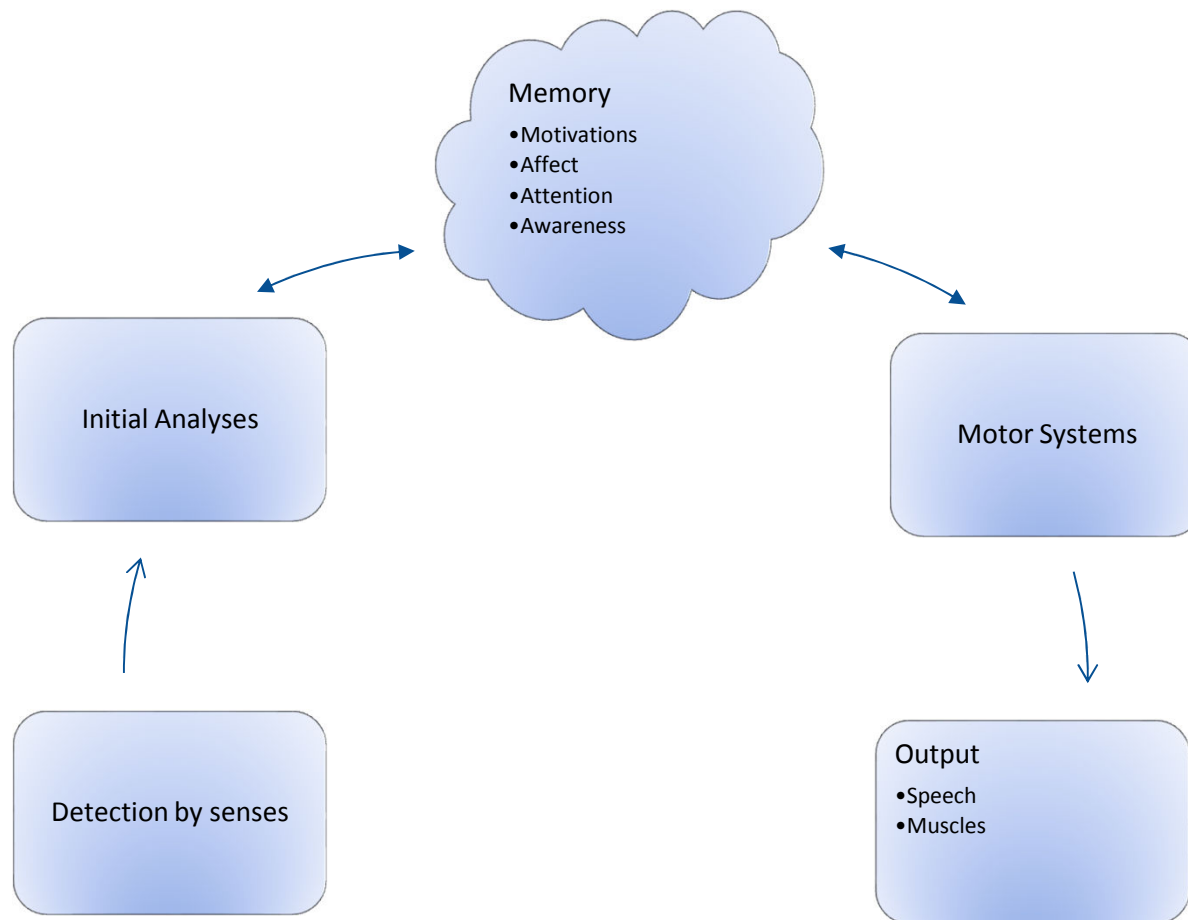 Memory
•Motivations
•Affect
•Attention
•Awareness
Initial Analyses
Motor Systems
Detection by senses
Output
•Speech
•Muscles